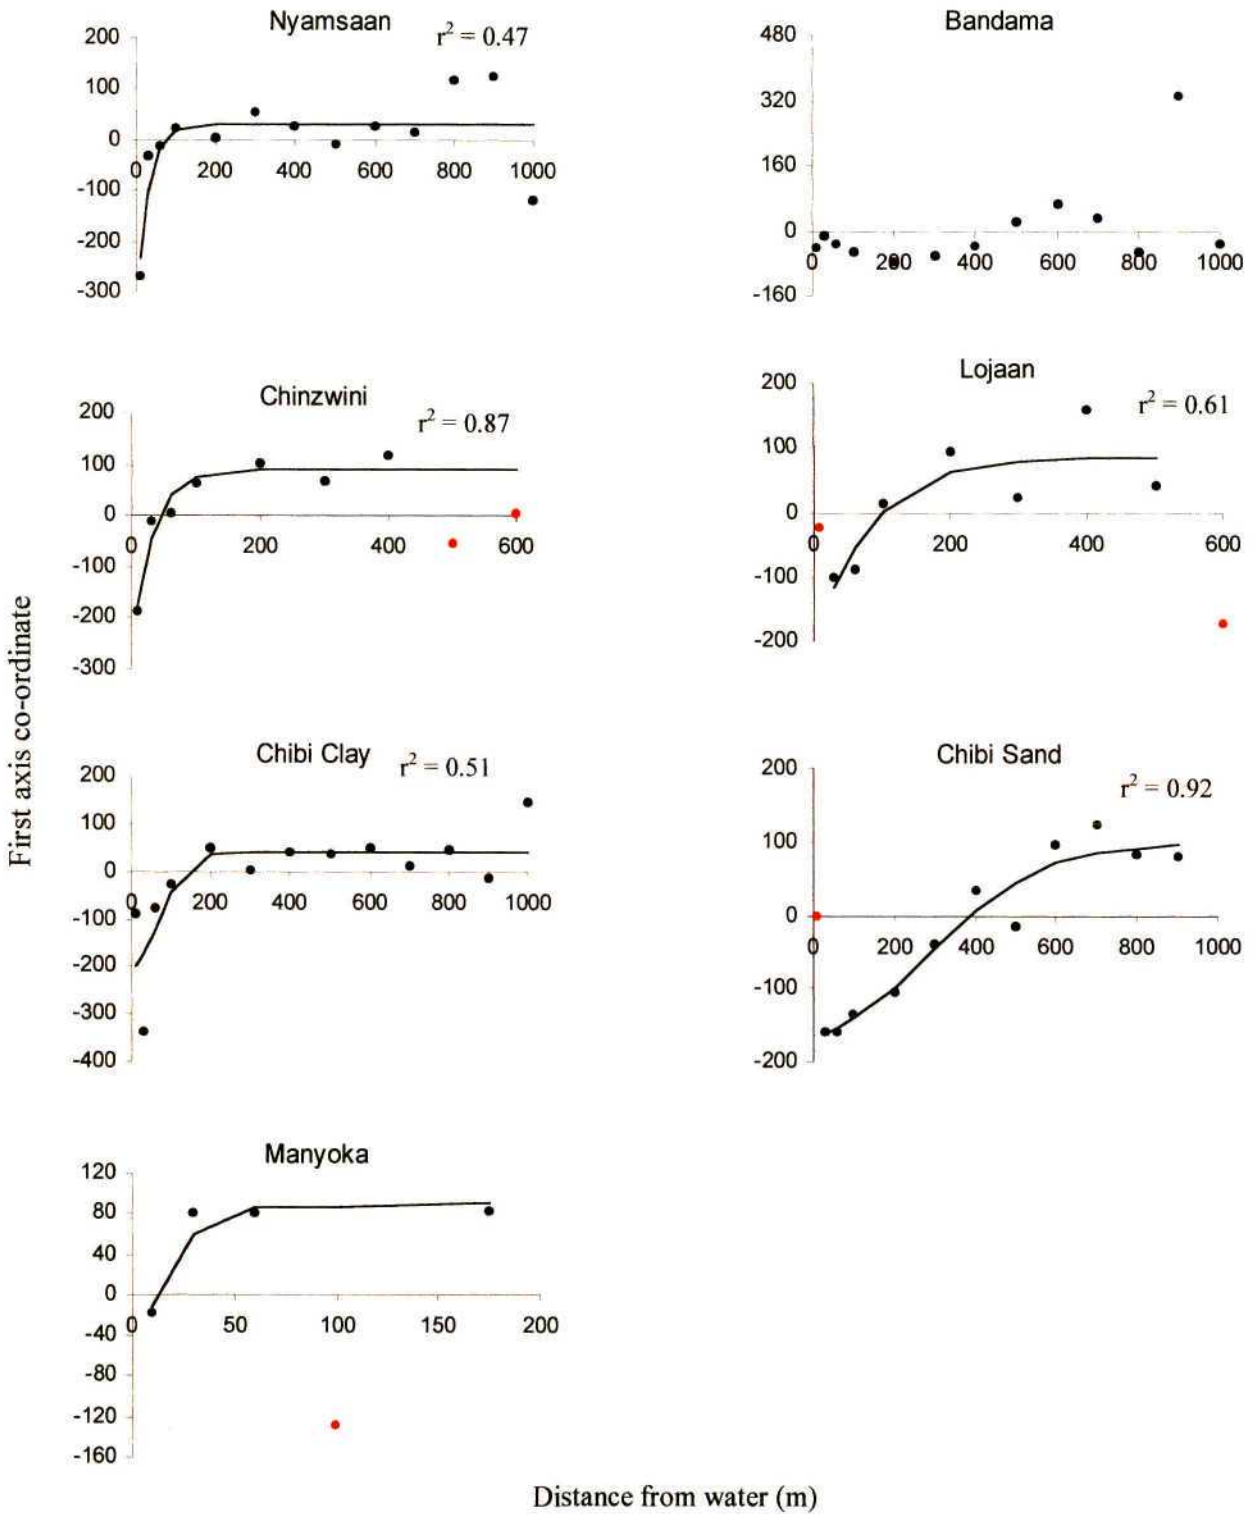 Nyamsaan
r² = 0.47
200
100
0
-100
-200
-300
0 200 400 600 800 1000
Bandama
480
320
160
0
-160
0 200 400 600 800 1000
Chinzwini
r² = 0.87
200
100
0
-100
-200
-300
0 200 400 600
Lojaan
r² = 0.61
200
100
0
-100
-200
0 200 400 600
Chibi Clay
r² = 0.51
200
100
0
-100
-200
-300
-400
0 200 400 600 800 1000
Chibi Sand
r² = 0.92
200
100
0
-100
-200
0 200 400 600 800 1000
Manyoka
120
80
40
0
-40
-80
-120
-160
0 50 100 150 200
First axis co-ordinate
Distance from water (m)